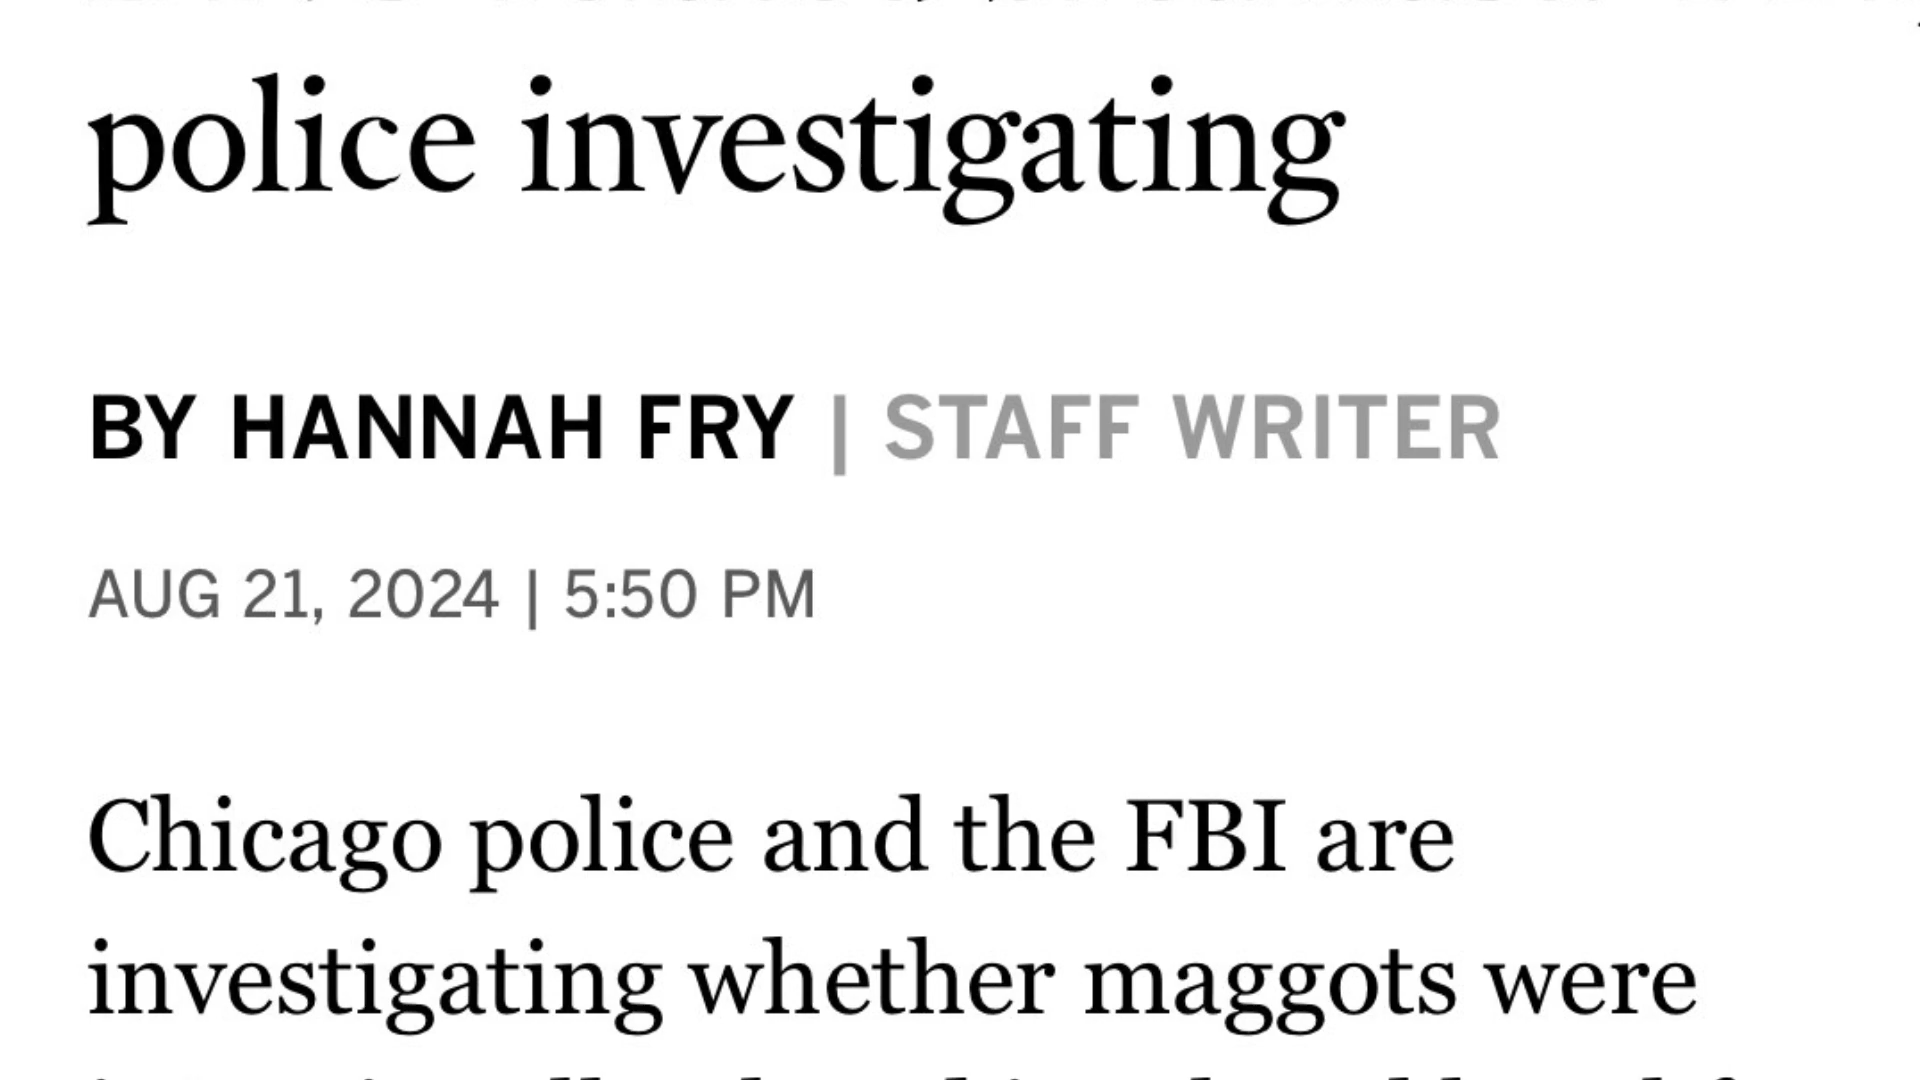 police investigating
BY HANNAH FRY | STAFF WRITER
AUG 21, 2024 | 5:50 PM
Chicago police and the FBI are
investigating whether maggots were